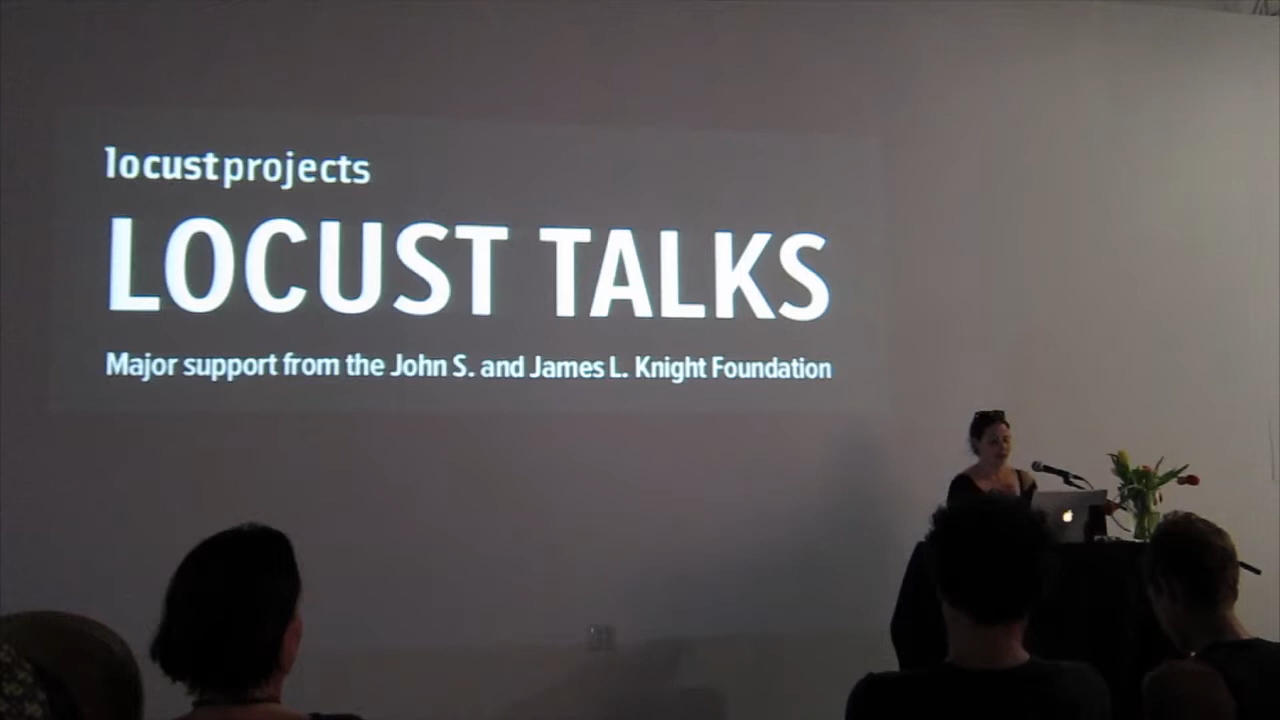 locustprojects
LOCUST TALKS
Major support from the John S. and James L. Knight Foundation